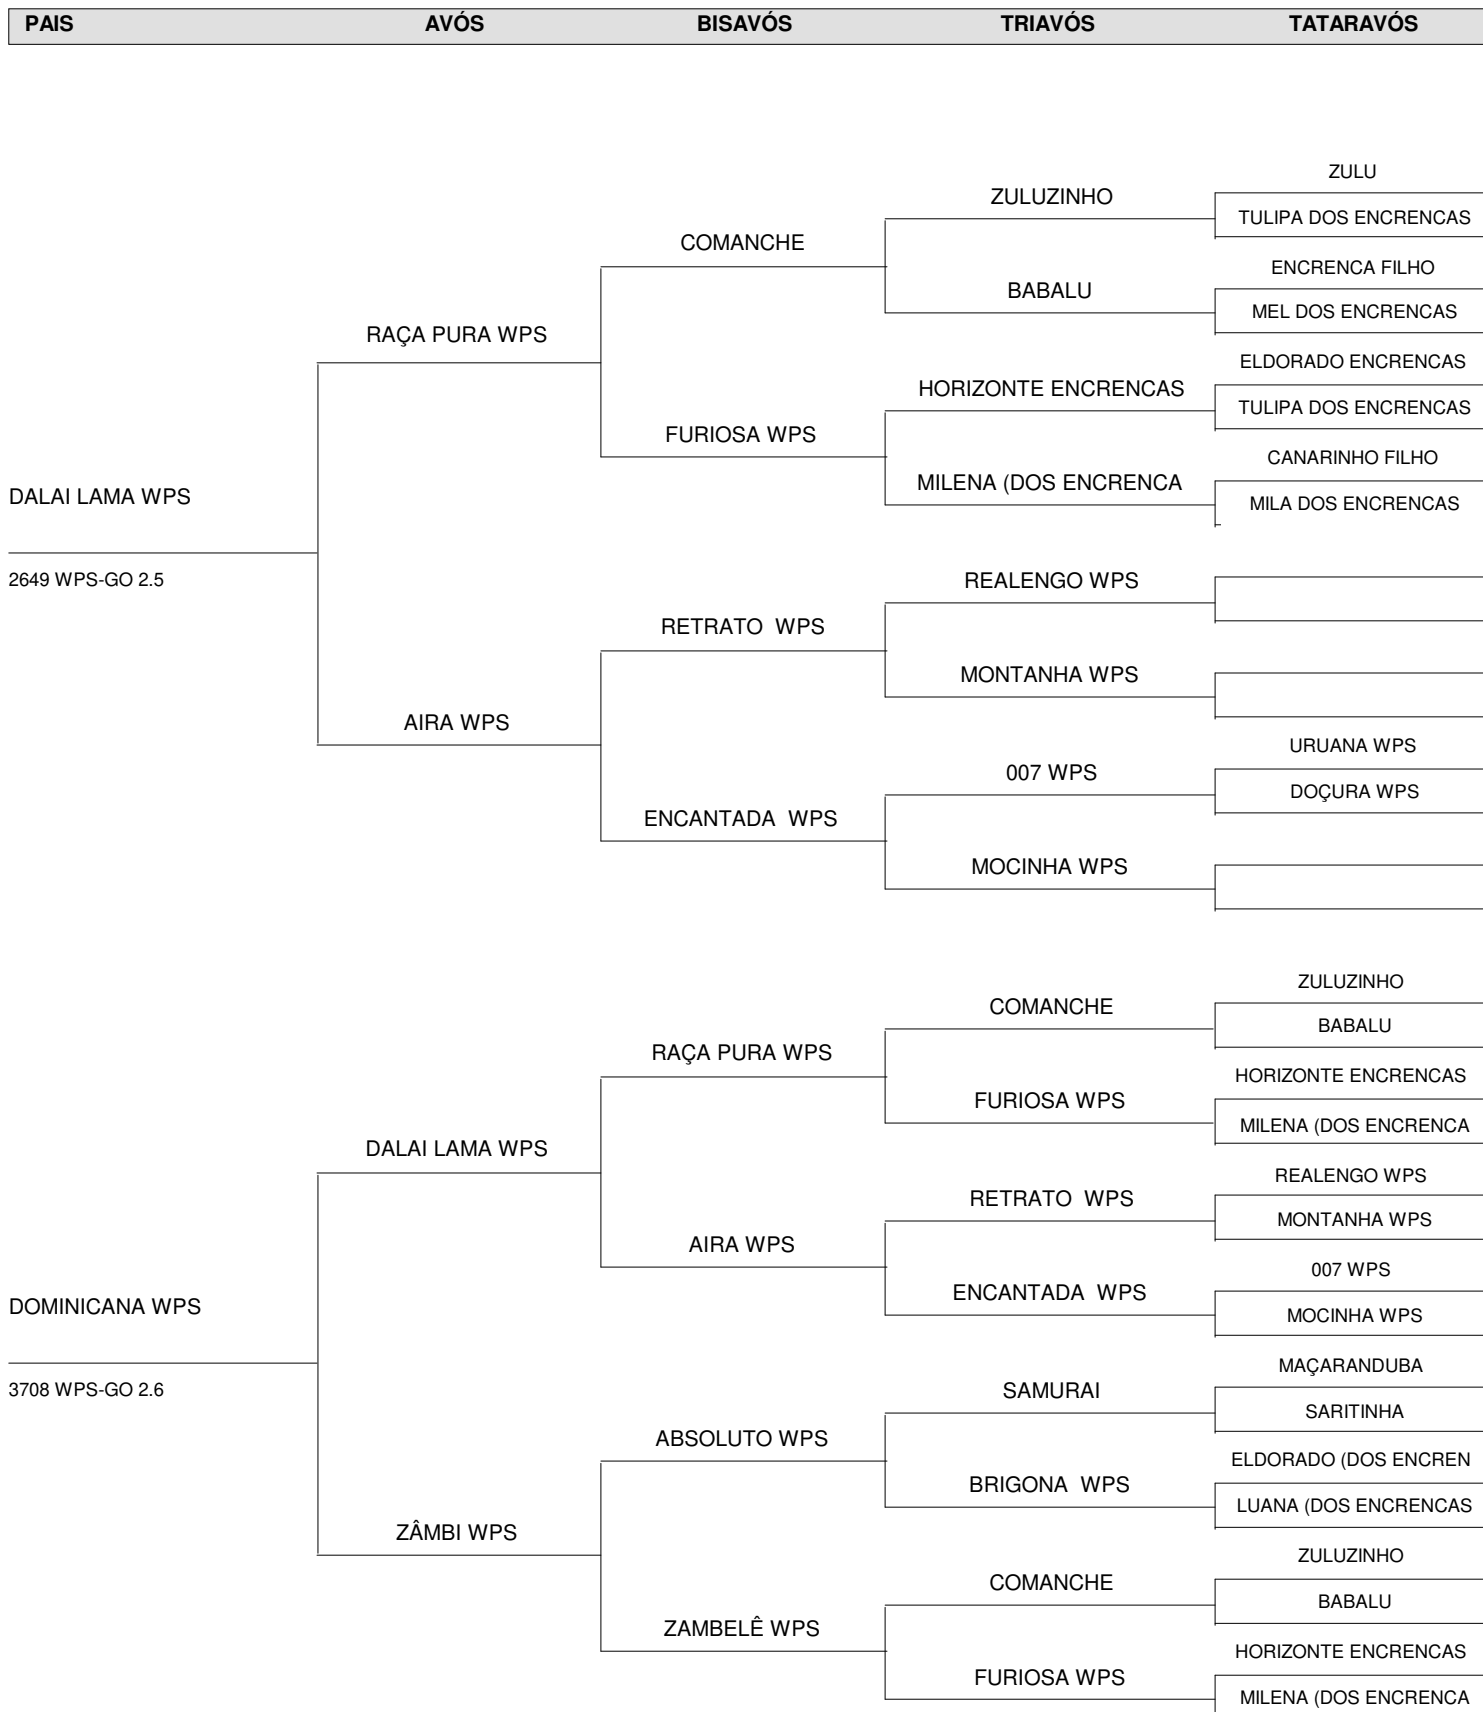 PAIS AVÓS BISAVÓS TRIAVÓS TATARAVÓS
ZULU
ZULUZINHO
TULIPA DOS ENCRENCAS
COMANCHE
ENCRENCA FILHO
BABALU
MEL DOS ENCRENCAS
RAÇA PURA WPS
ELDORADO ENCRENCAS
HORIZONTE ENCRENCAS
TULIPA DOS ENCRENCAS
FURIOSA WPS
CANARINHO FILHO
MILENA (DOS ENCRENCA
DALAI LAMA WPS
MILA DOS ENCRENCAS
2649 WPS-GO 2.5
REALENGO WPS
RETRATO WPS
MONTANHA WPS
AIRA WPS
URUANA WPS
007 WPS
DOÇURA WPS
ENCANTADA WPS
MOCINHA WPS
ZULUZINHO
COMANCHE
BABALU
RAÇA PURA WPS
HORIZONTE ENCRENCAS
FURIOSA WPS
MILENA (DOS ENCRENCA
DALAI LAMA WPS
REALENGO WPS
RETRATO WPS
MONTANHA WPS
AIRA WPS
007 WPS
ENCANTADA WPS
DOMINICANA WPS
MOCINHA WPS
MAÇARANDUBA
3708 WPS-GO 2.6
SAMURAI
SARITINHA
ABSOLUTO WPS
ELDORADO (DOS ENCREN
BRIGONA WPS
LUANA (DOS ENCRENCAS
ZÂMBI WPS
ZULUZINHO
COMANCHE
BABALU
ZAMBELÊ WPS
HORIZONTE ENCRENCAS
FURIOSA WPS
MILENA (DOS ENCRENCA